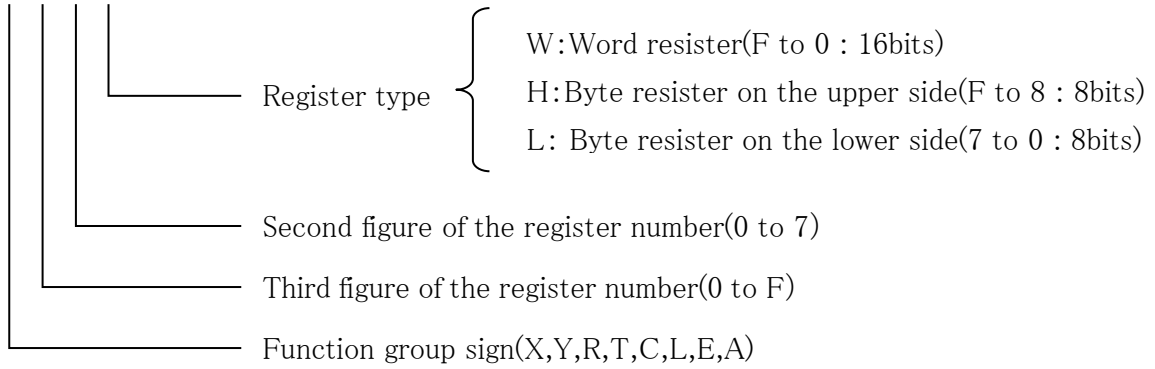 W:Word resister(F to 0 : 16bits)
Register type
H:Byte resister on the upper side(F to 8 : 8bits)
L: Byte resister on the lower side(7 to 0 : 8bits)
Second figure of the register number(0 to 7)
Third figure of the register number(0 to F)
Function group sign(X,Y,R,T,C,L,E,A)